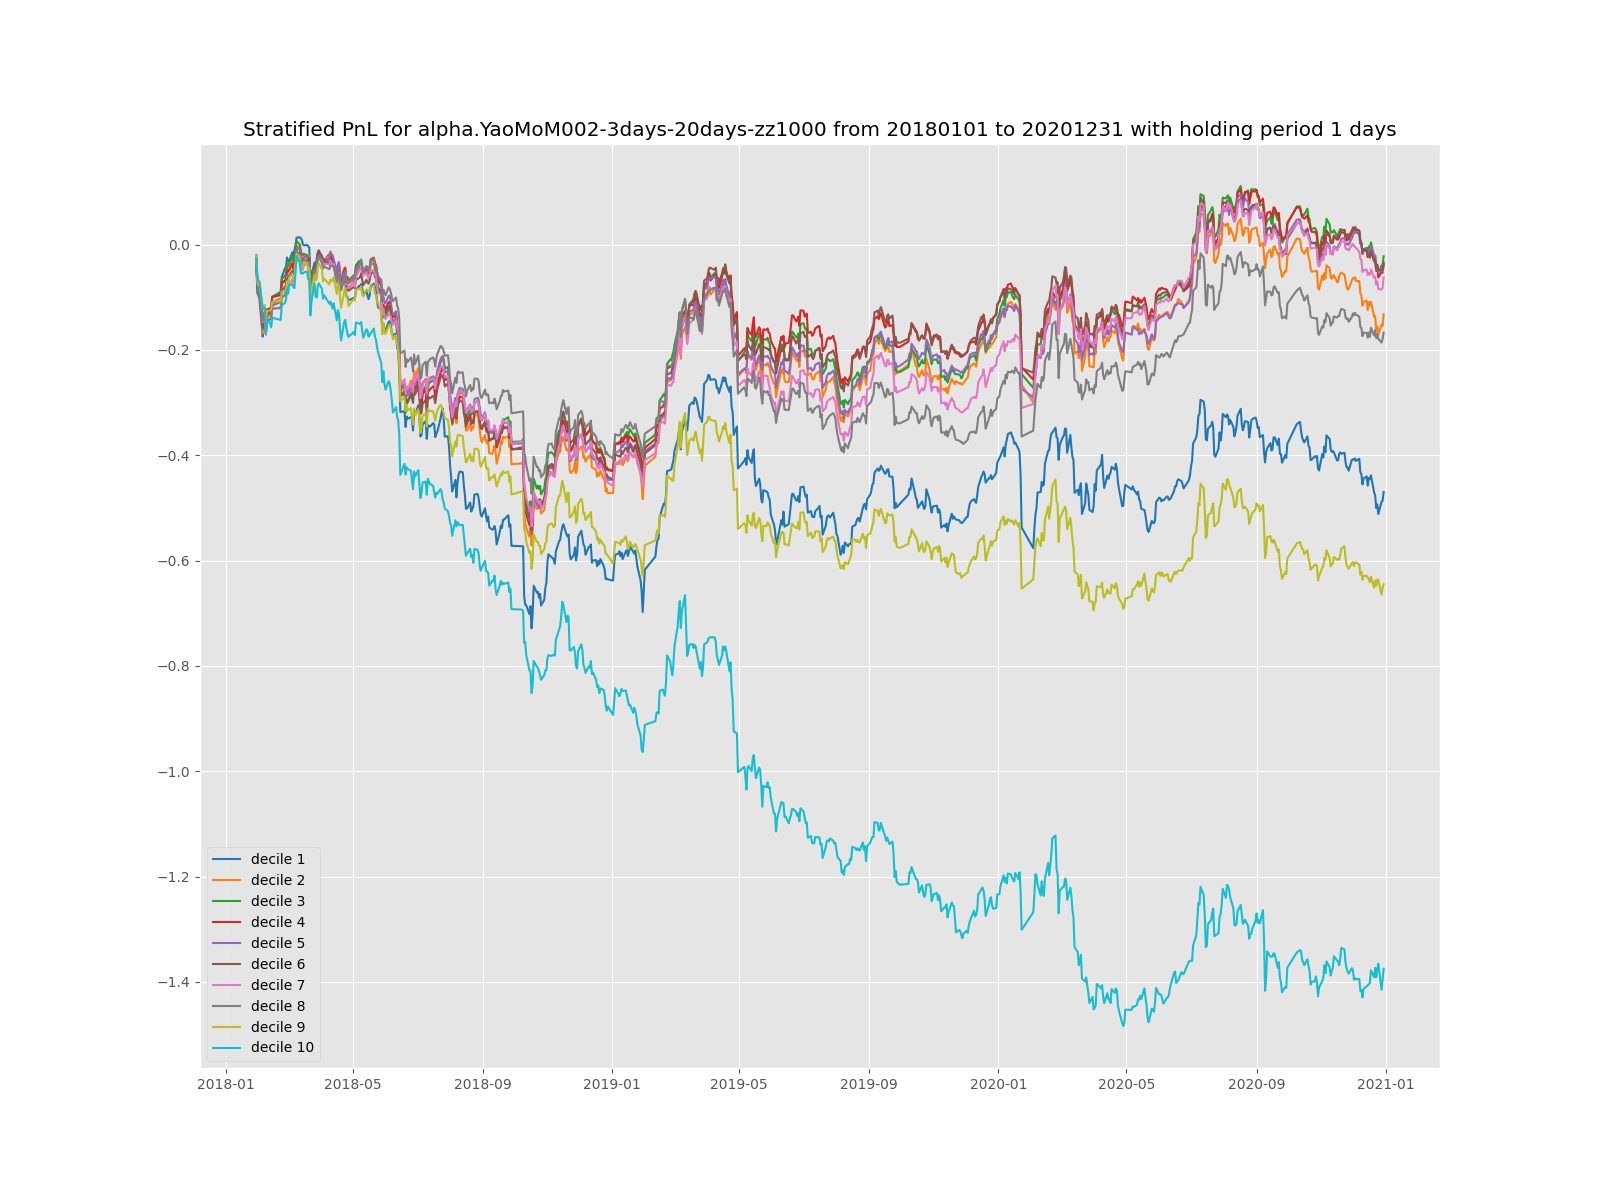 Stratified PnL for alpha.YaoMoM002-3days-20days-zz1000 from 20180101 to 20201231 with holding period 1 days
0.0
−0.2
−0.4
−0.6
−0.8
−1.0
−1.2
−1.4
decile 1
decile 2
decile 3
decile 4
decile 5
decile 6
decile 7
decile 8
decile 9
decile 10
2018-01 2018-05 2018-09 2019-01 2019-05 2019-09 2020-01 2020-05 2020-09 2021-01